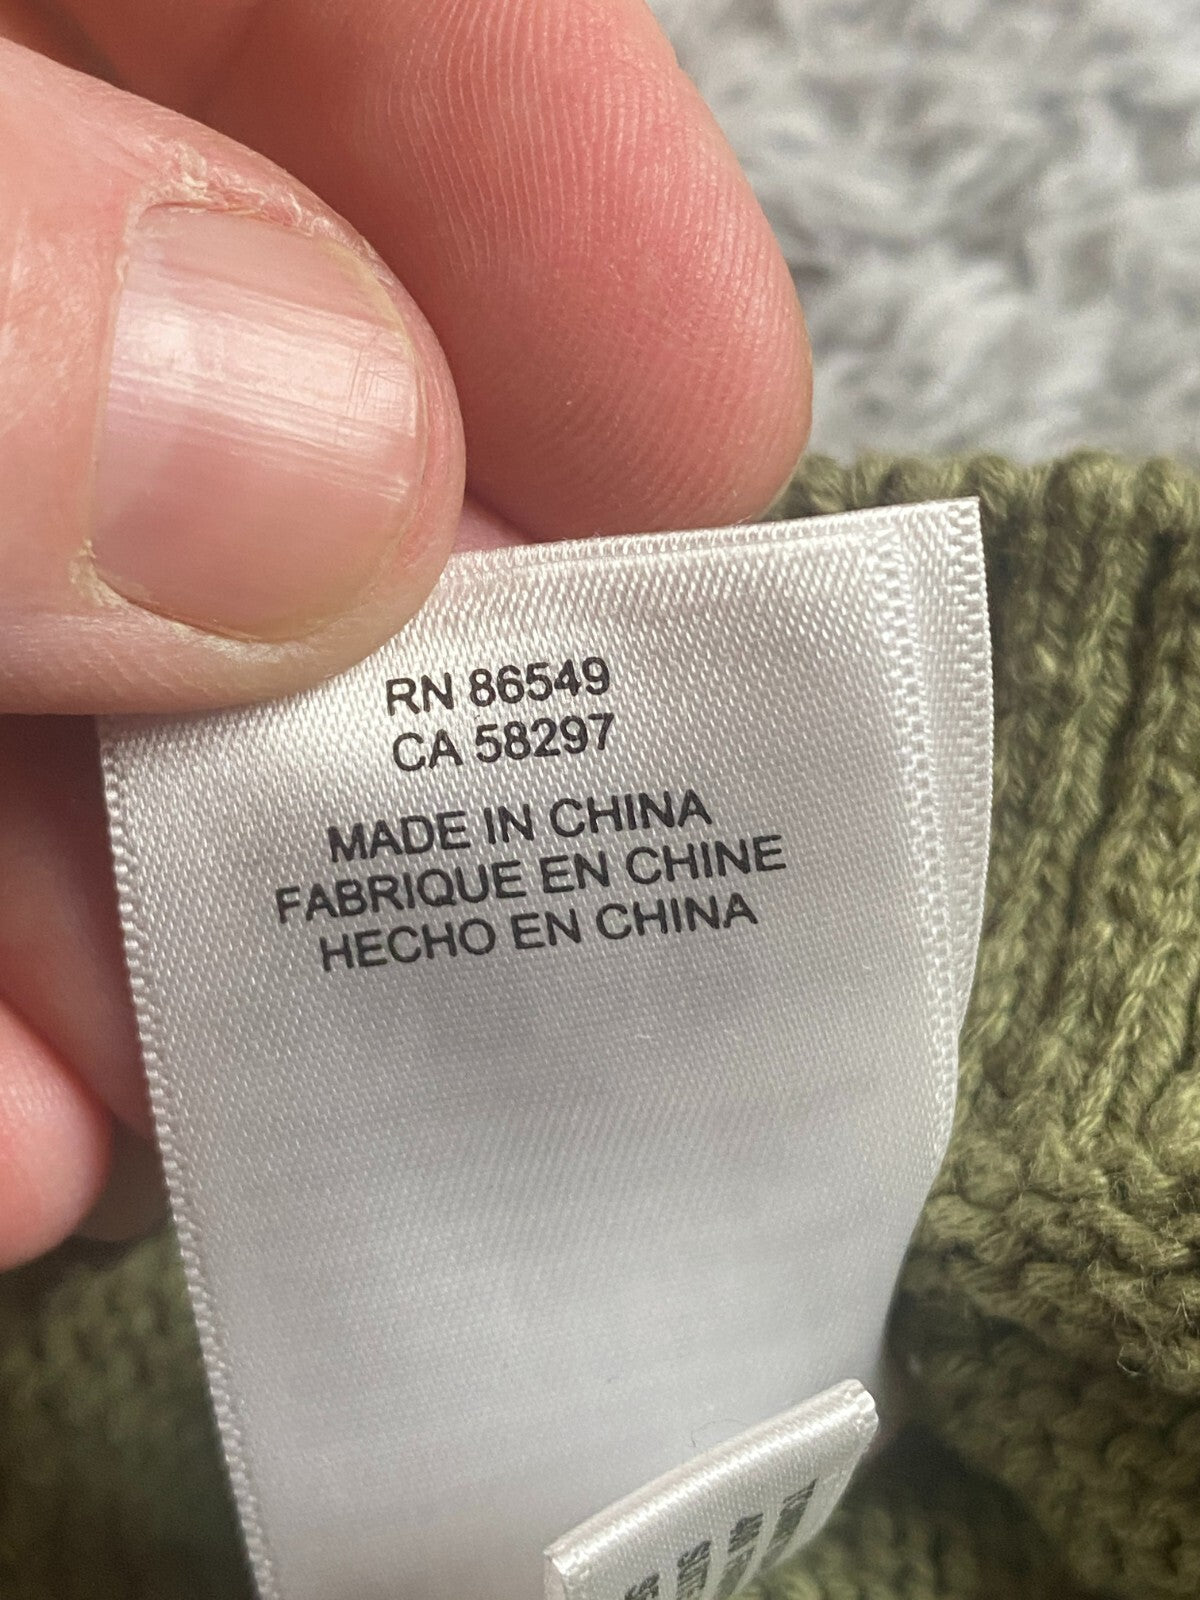 RN 86549
CA 58297
MADE IN CHINA
FABRIQUE EN CHINE
HECHO EN CHINA